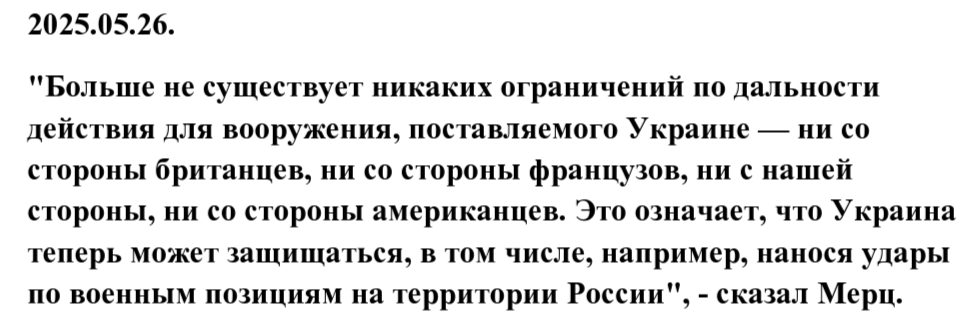 2025.05.26.
"Больше не существует никаких ограничений по дальности
действия для вооружения, поставляемого Украине — ни со
стороны британцев, ни со стороны французов, ни с нашей
стороны, ни со стороны американцев. Это означает, что Украина
теперь может защищаться, в том числе, например, нанося удары
по военным позициям на территории России", - сказал Мерц.